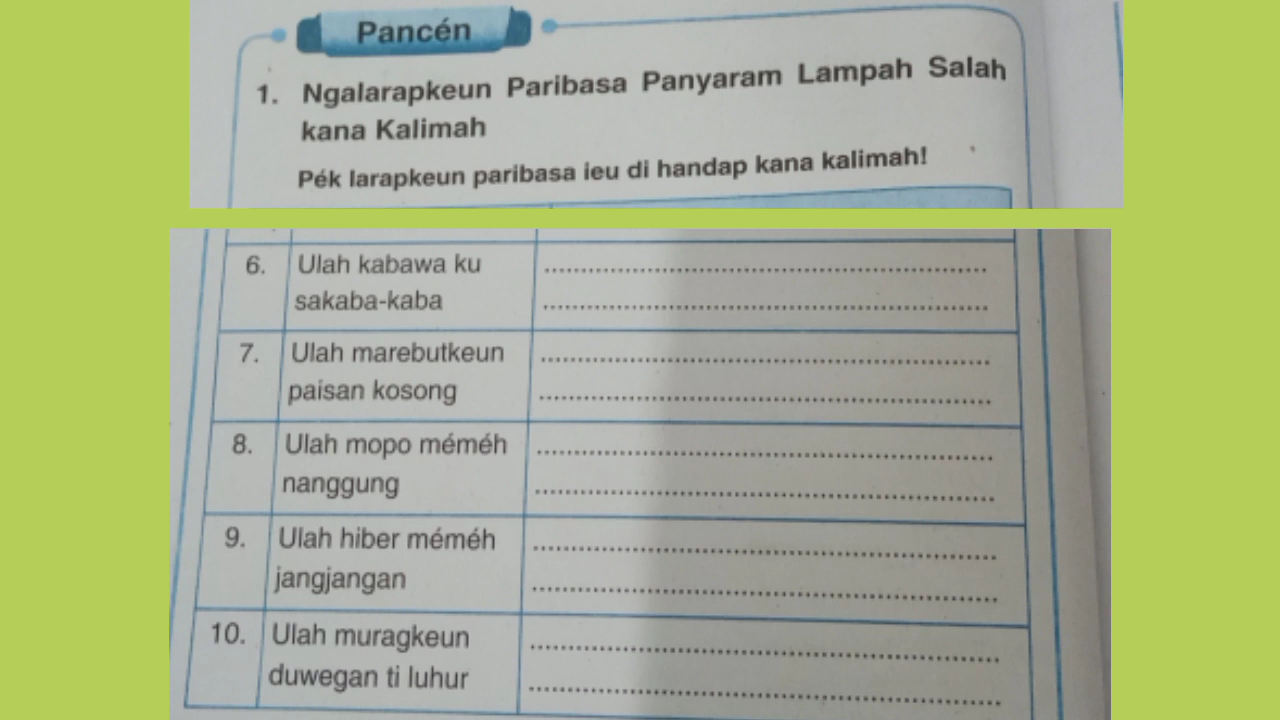 Pancén
1. Ngalarapkeun Paribasa Panyaram Lampah Salah
kana Kalimah
Pék larapkeun paribasa ieu di handap kana kalimah!
6. Ulah kabawa ku
sakaba-kaba
7. Ulah marebutkeun
paisan kosong
8. Ulah mopo méméh
nanggung
9. Ulah hiber méméh
jangjangan
10. Ulah muragkeun
duwegan ti luhur